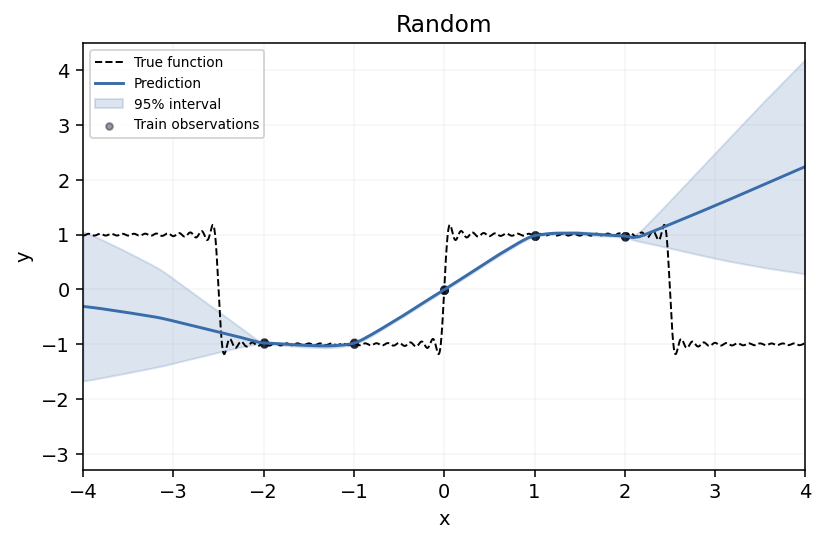 Random
True function
Prediction
95% interval
Train observations
4
3
2
1
0
−1
−2
−3
y
−4
−3
−2
−1
0
1
2
3
4
x